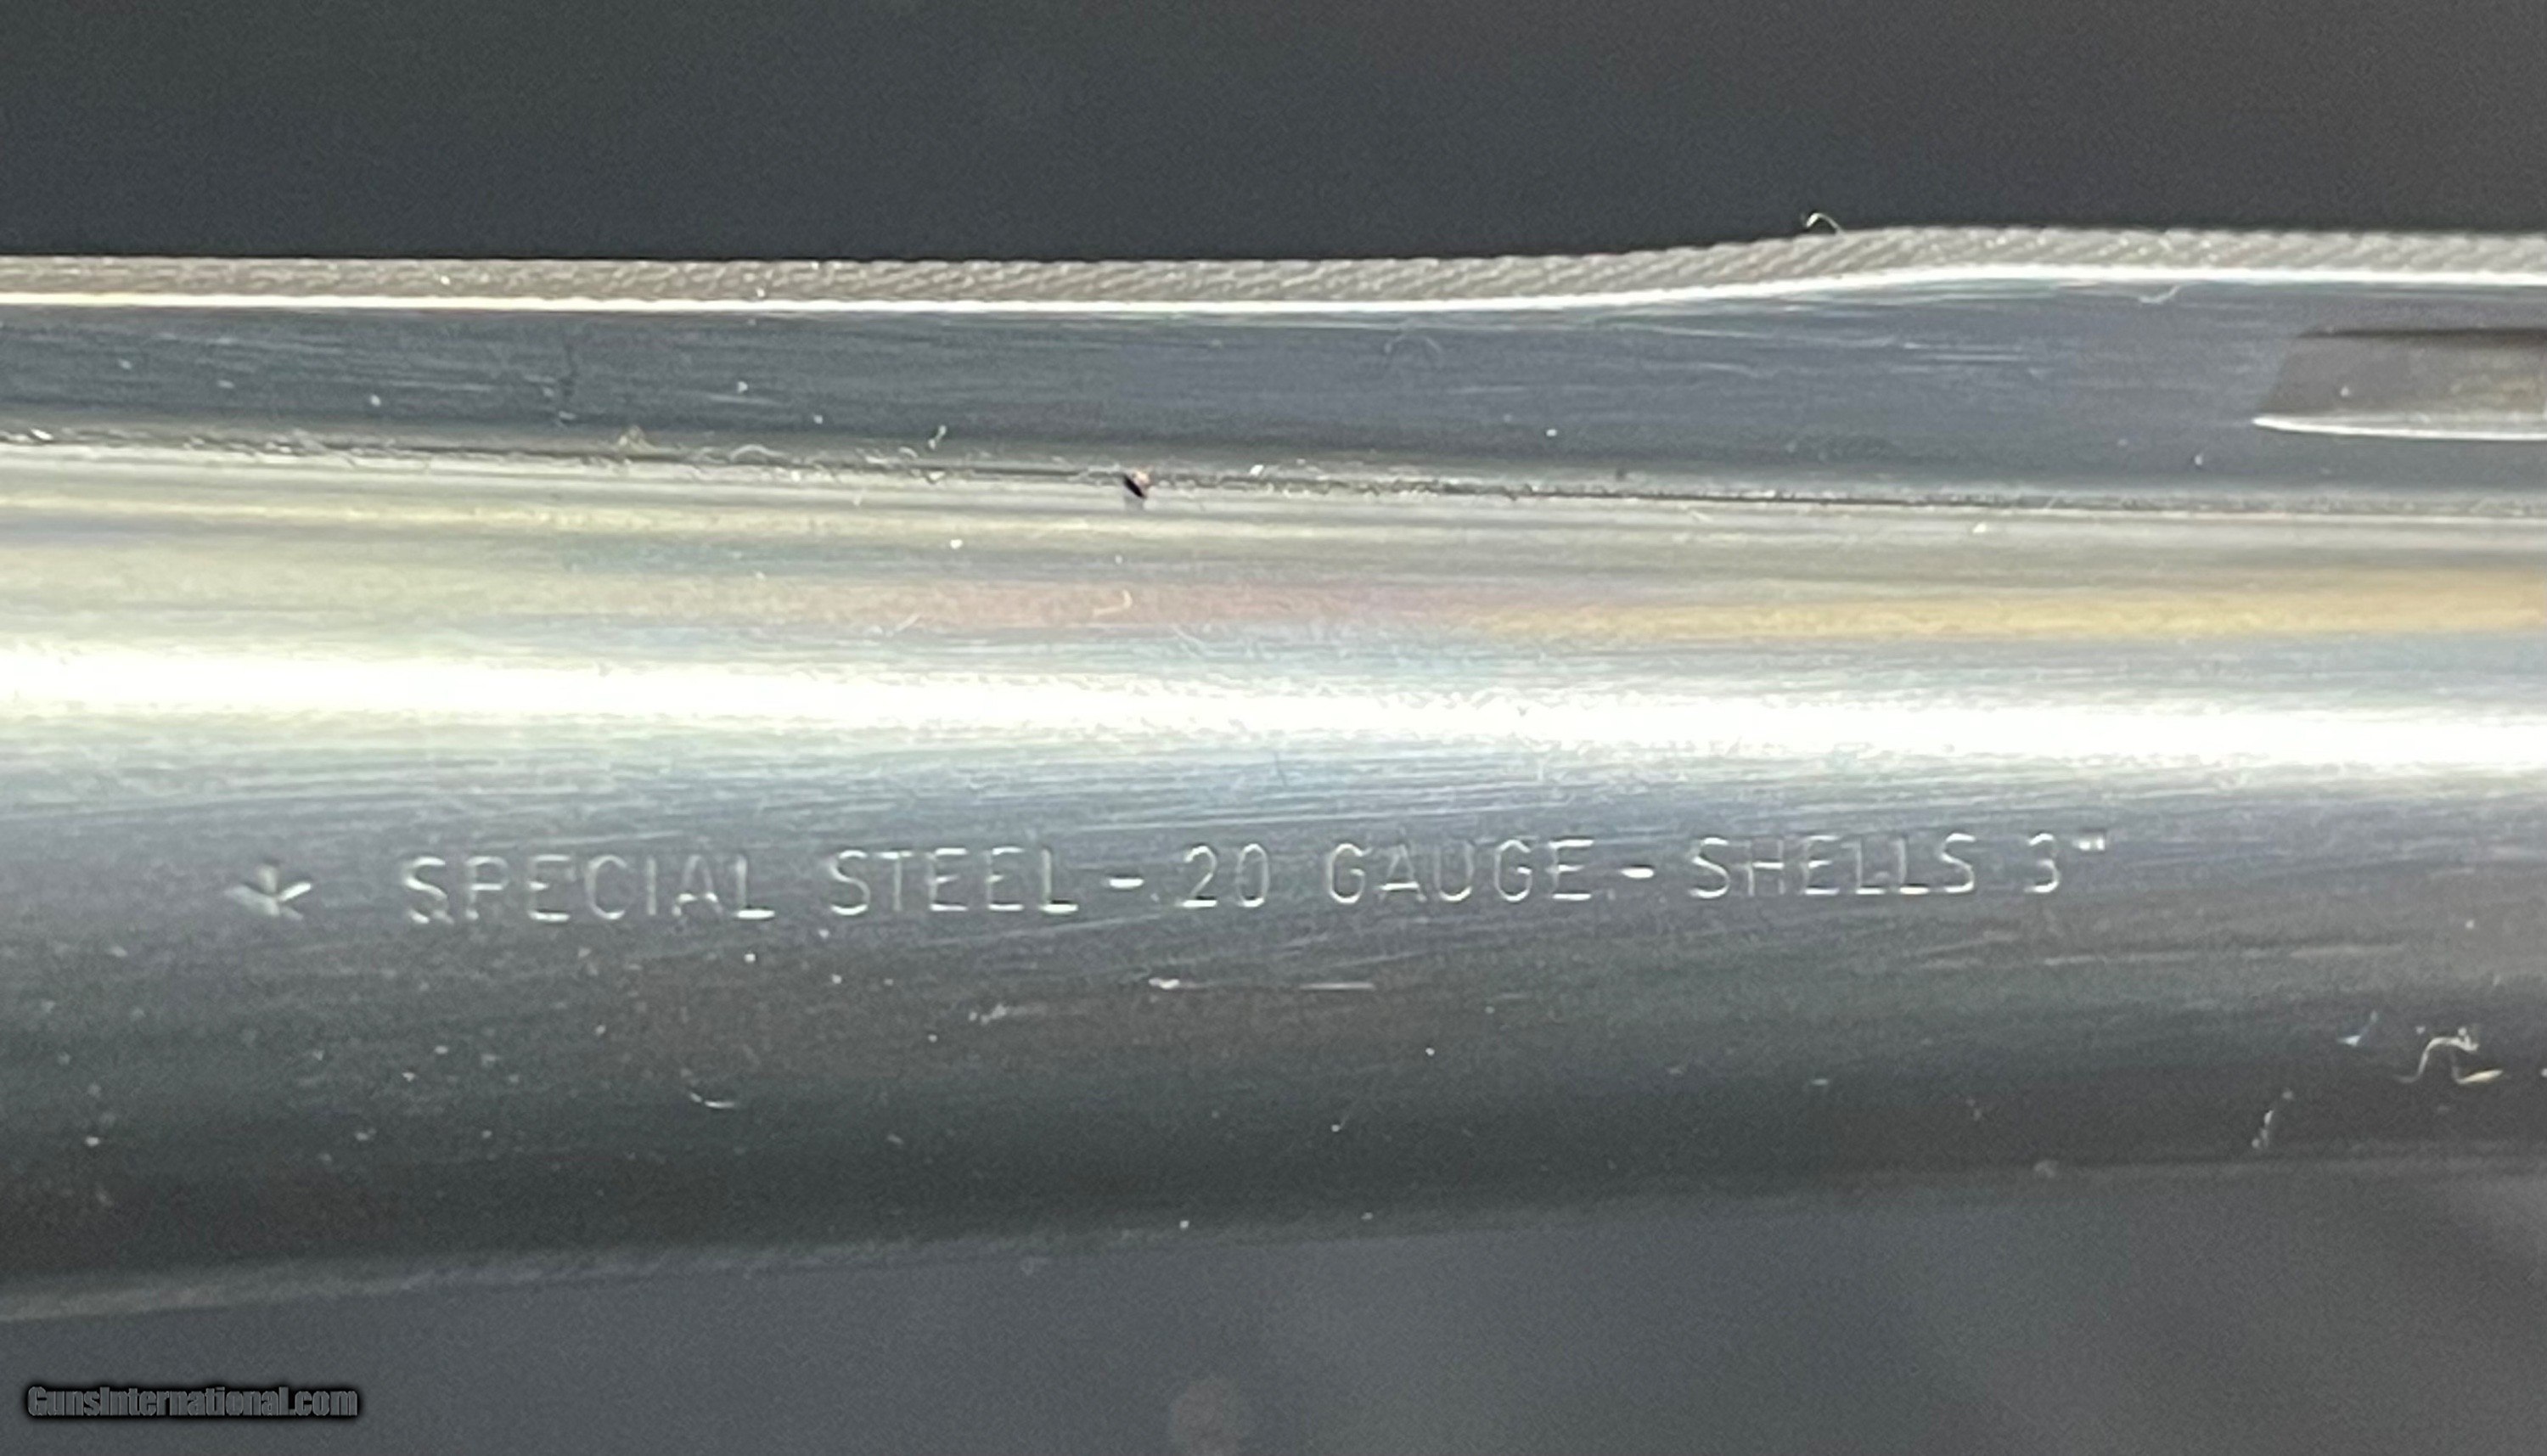 * SPECIAL STEEL - 20 GAUGE - SHELLS 3"
GunsInternational.com